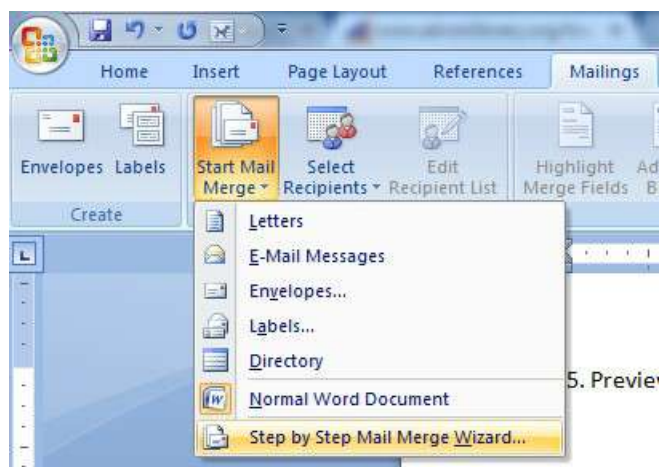 Home Insert Page Layout References Mailings
Envelopes Labels Start Mail Merge Select Recipients Edit Recipient List Highlight Merge Fields
Create
Letters
E-Mail Messages
Envelopes...
Labels...
Directory
5. Preview
Normal Word Document
Step by Step Mail Merge Wizard...